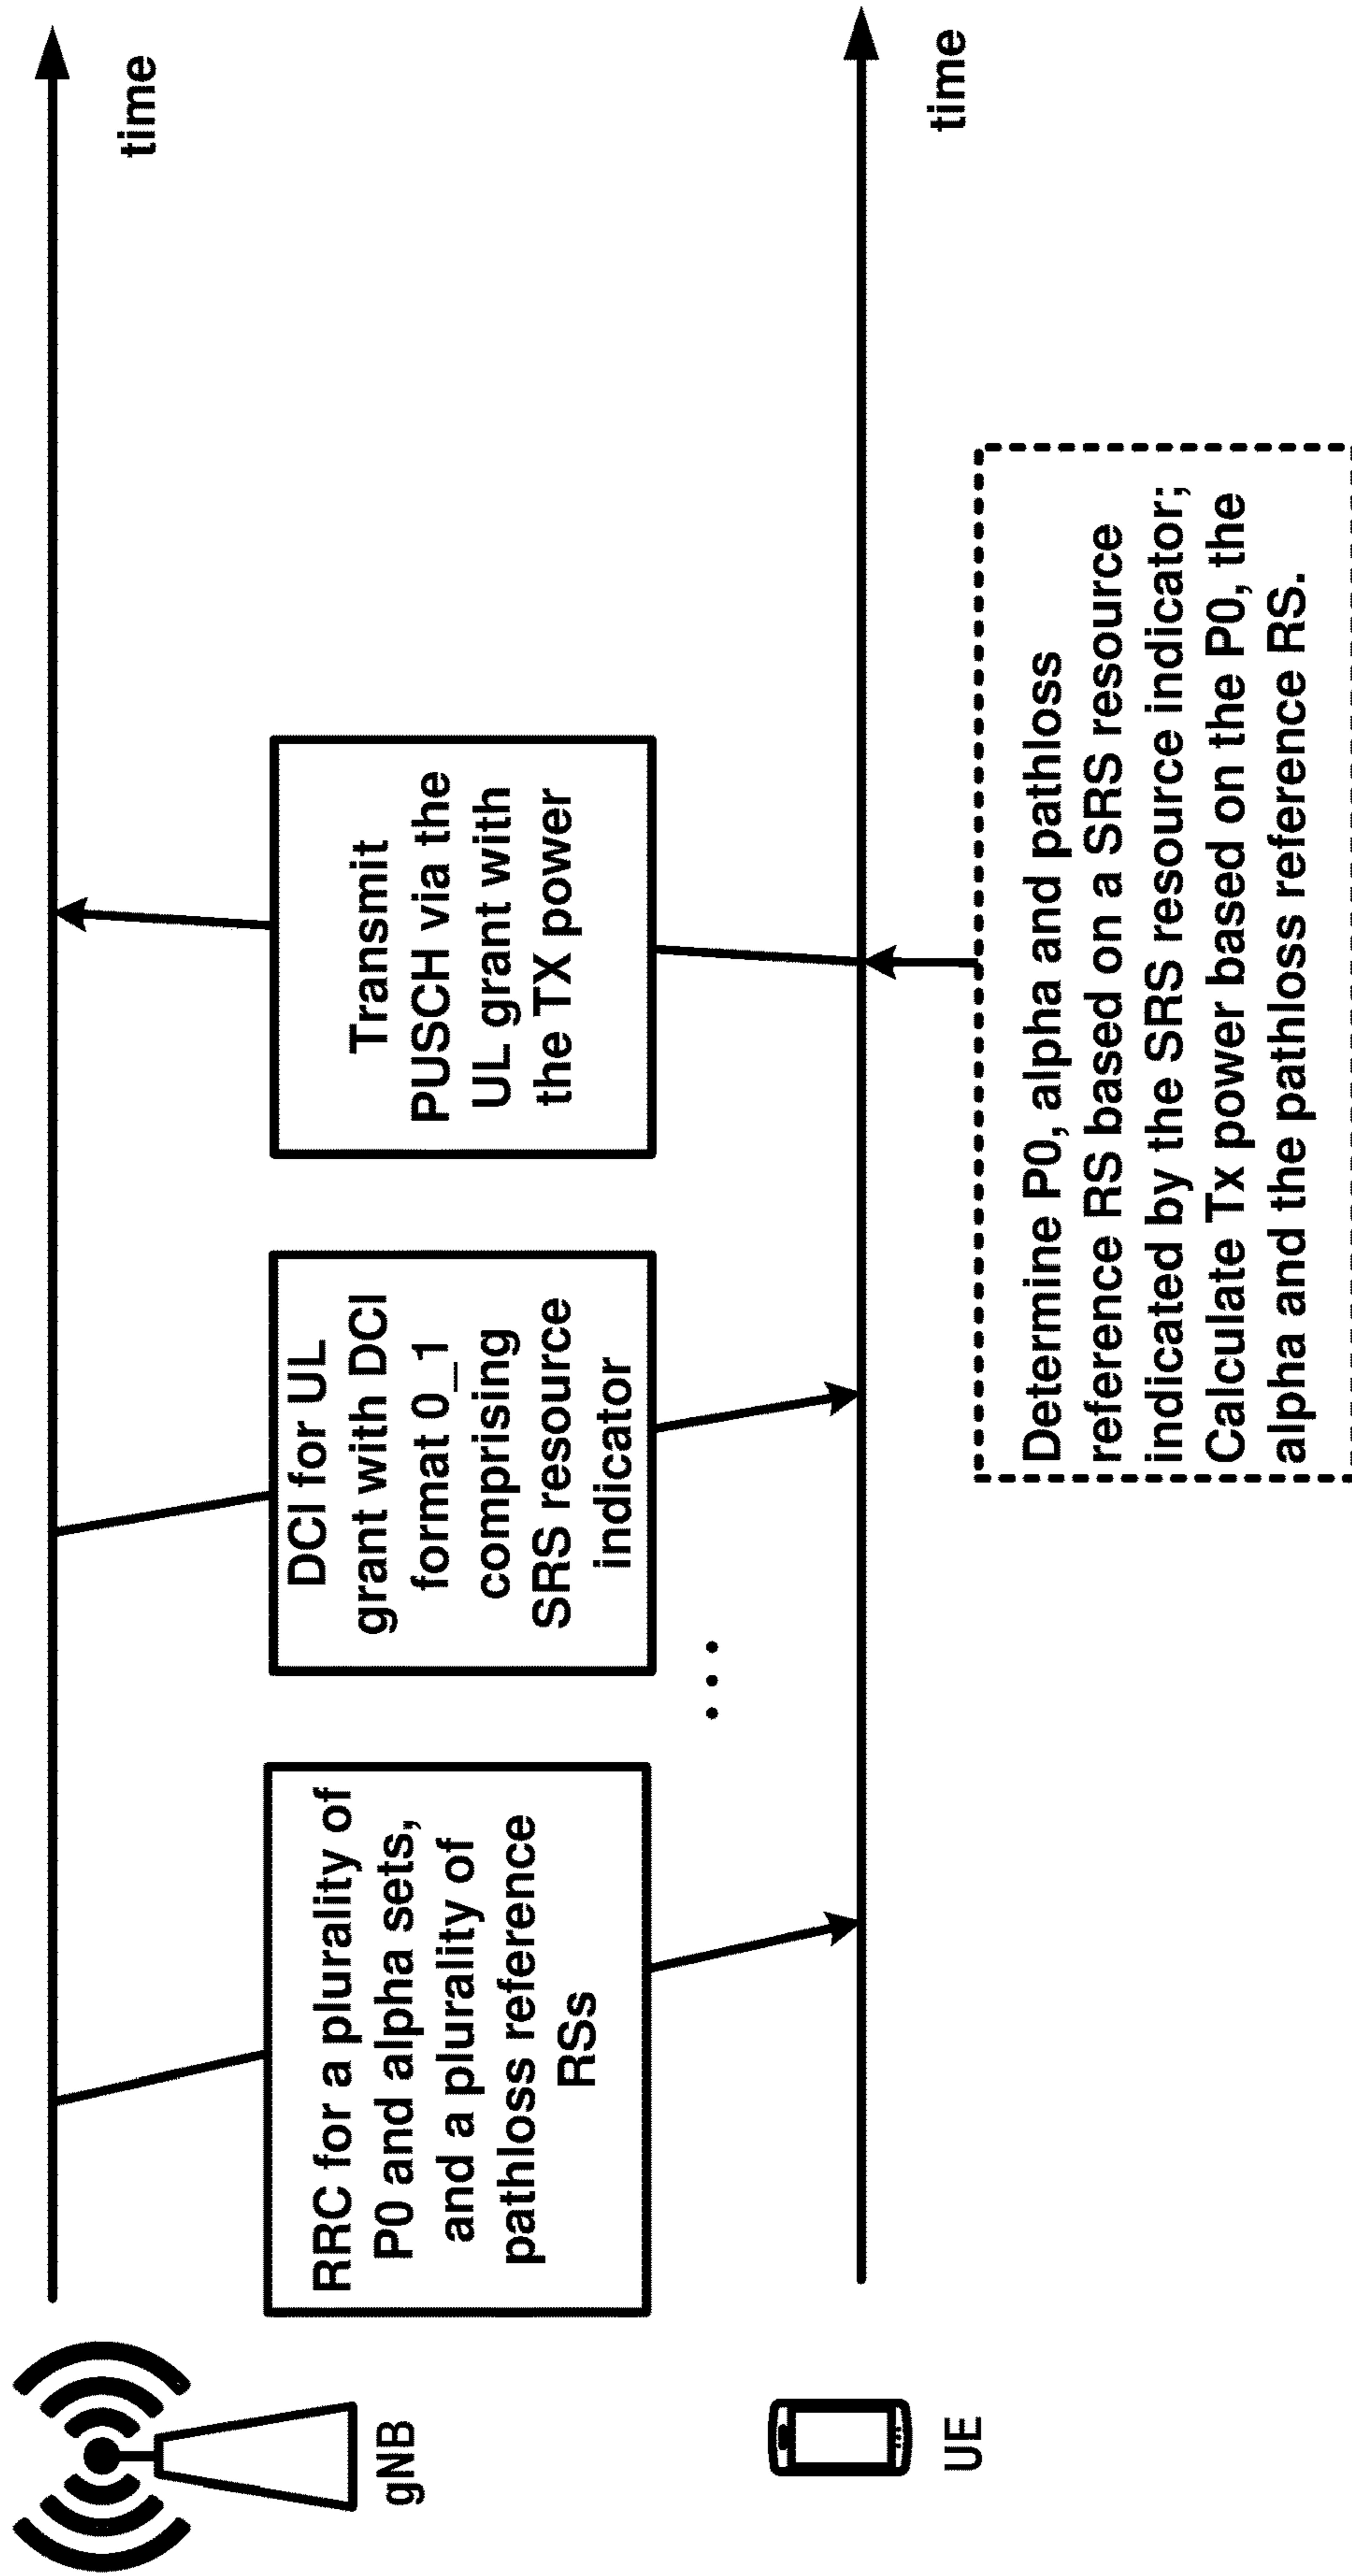 gNB
time
RRC for a plurality of
P0 and alpha sets,
and a plurality of
pathloss reference
RSs
...
DCI for UL
grant with DCI
format 0_1
comprising
SRS resource
indicator
Transmit
PUSCH via the
UL grant with
the TX power
UE
time
Determine P0, alpha and pathloss
reference RS based on a SRS resource
indicated by the SRS resource indicator;
Calculate Tx power based on the P0, the
alpha and the pathloss reference RS.